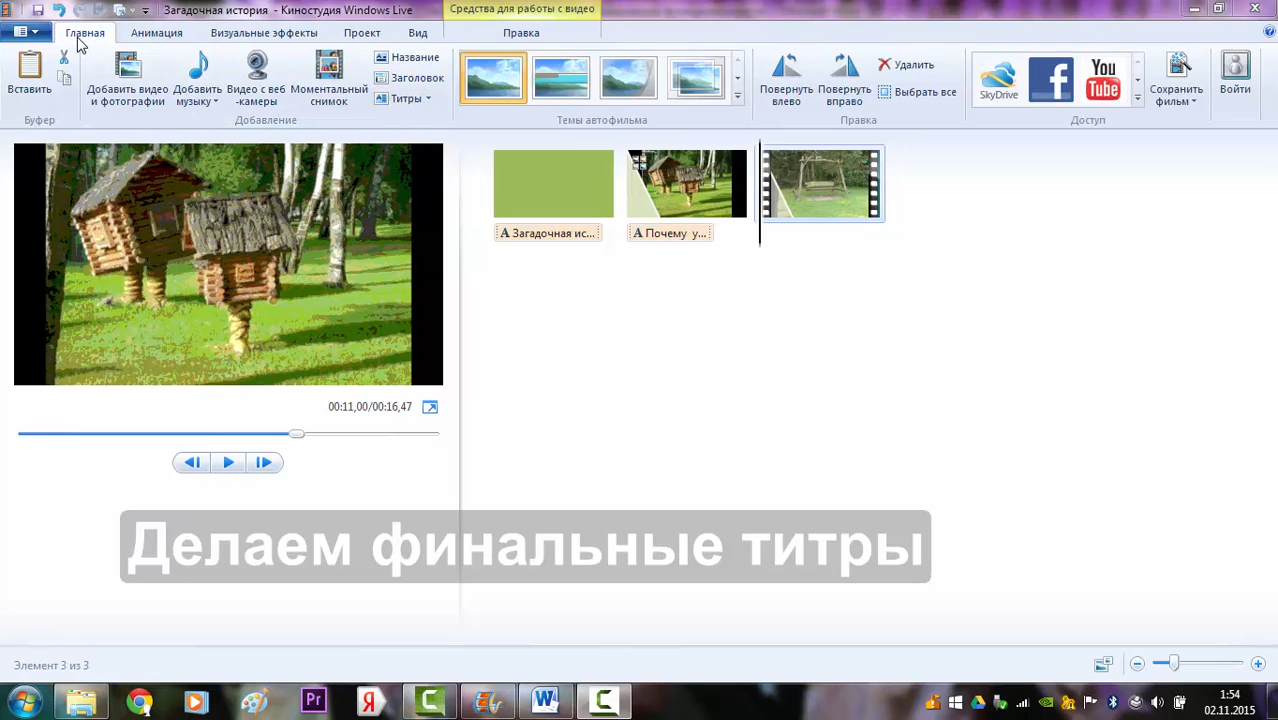 Загадочная история - Киностудия Windows Live
Средства для работы с видео
Главная
Анимация
Визуальные эффекты
Проект
Вид
Правка
Вставить
Добавить видео и фотографии
Добавить музыку
Видео с веб-камеры
Моментальный снимок
Название
Заголовок
Титры
Повернуть влево
Повернуть вправо
Удалить
Выбрать все
SkyDrive
You Tube
Сохранить фильм
Войти
Буфер
Добавление
Темы автофильма
Правка
Доступ
A Загадочная ис...
A Почему у...
00:11,00/00:16,47
Делаем финальные титры
Элемент 3 из 3
Pr
Я
1:54
02.11.2015